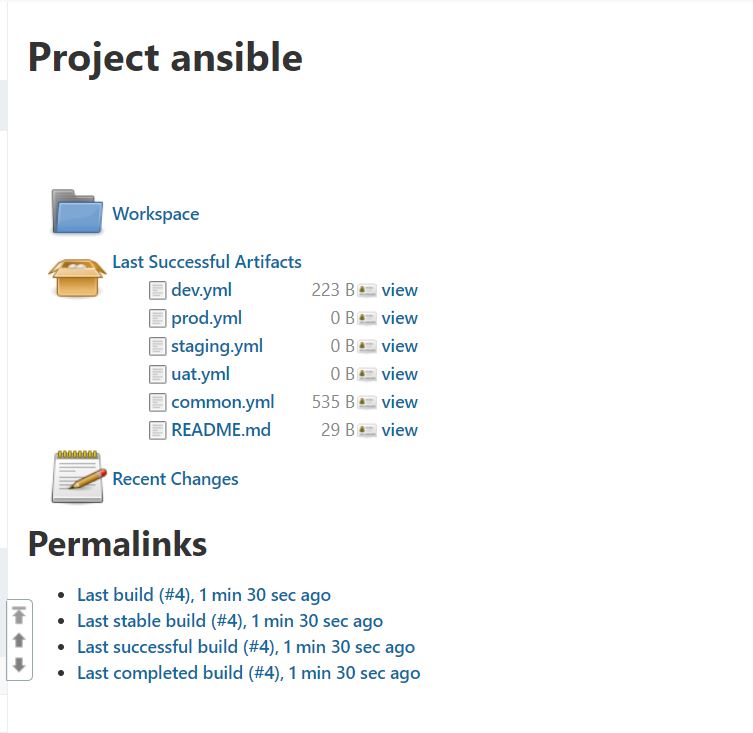 Project ansible
Workspace
Last Successful Artifacts
dev.yml 223 B view
prod.yml 0 B view
staging.yml 0 B view
uat.yml 0 B view
common.yml 535 B view
README.md 29 B view
Recent Changes
Permalinks
Last build (#4), 1 min 30 sec ago
Last stable build (#4), 1 min 30 sec ago
Last successful build (#4), 1 min 30 sec ago
Last completed build (#4), 1 min 30 sec ago